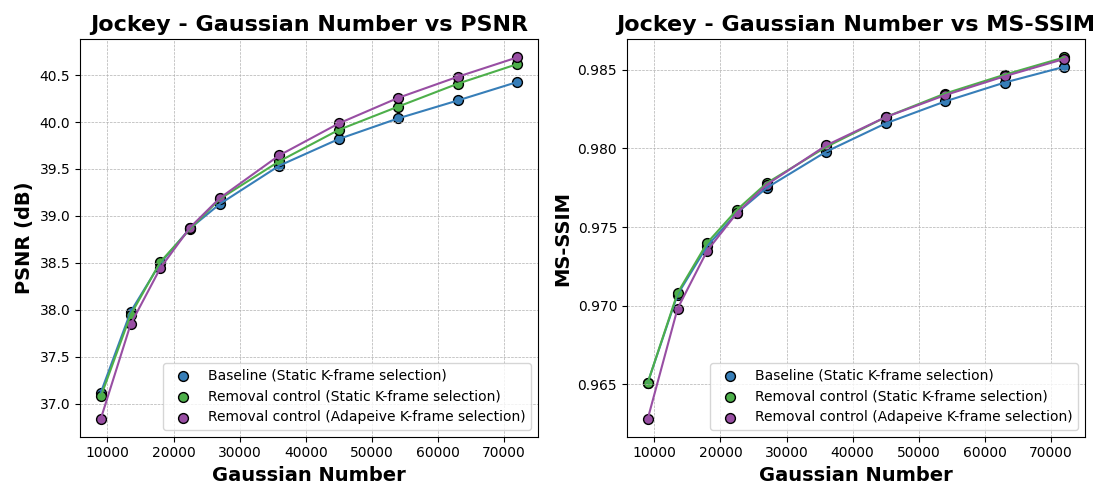 Jockey - Gaussian Number vs PSNR
PSNR (dB)
40.5
40.0
39.5
39.0
38.5
38.0
37.5
37.0
Baseline (Static K-frame selection)
Removal control (Static K-frame selection)
Removal control (Adapeive K-frame selection)
10000 20000 30000 40000 50000 60000 70000
Gaussian Number
Jockey - Gaussian Number vs MS-SSIM
MS-SSIM
0.985
0.980
0.975
0.970
0.965
Baseline (Static K-frame selection)
Removal control (Static K-frame selection)
Removal control (Adapeive K-frame selection)
10000 20000 30000 40000 50000 60000 70000
Gaussian Number